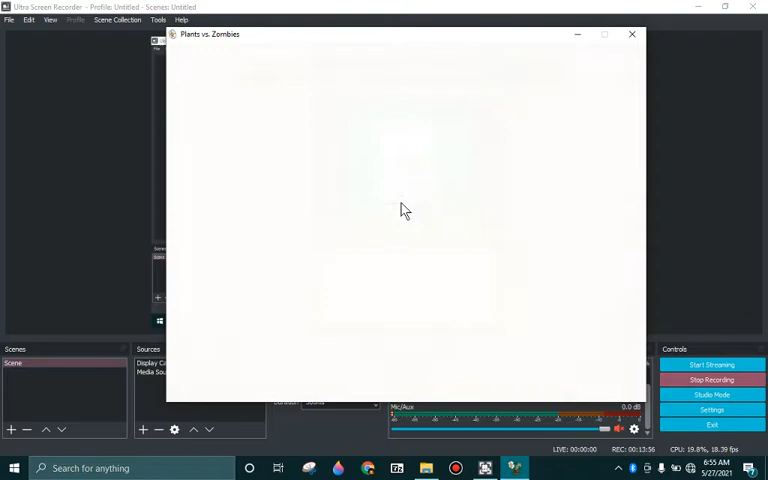 Ultra Screen Recorder - Profile: Untitled - Scenes: Untitled
File Edit View Profile Scene Collection Tools Help
Plants vs. Zombies
Scenes
Scene
Sources
Display Ca
Media Sou
Mic/Aux
0.0 dB
Controls
Start Streaming
Stop Recording
Studio Mode
Settings
Exit
LIVE: 00:00:00 REC: 00:13:56 CPU: 19.8%, 18.39 fps
Search for anything
6:55 AM
5/27/2021